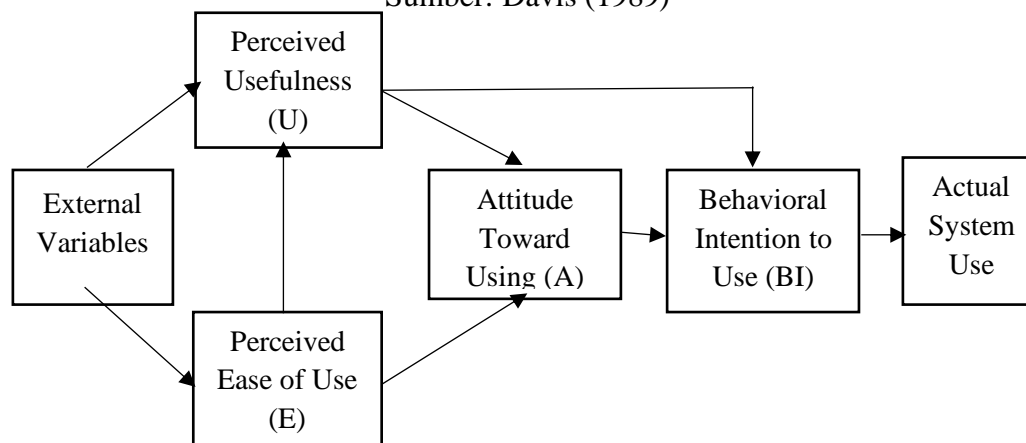 Sumber: Davis (1989)
Perceived
Usefulness
(U)
External
Variables
Attitude
Toward
Using (A)
Behavioral
Intention to
Use (BI)
Actual
System
Use
Perceived
Ease of Use
(E)